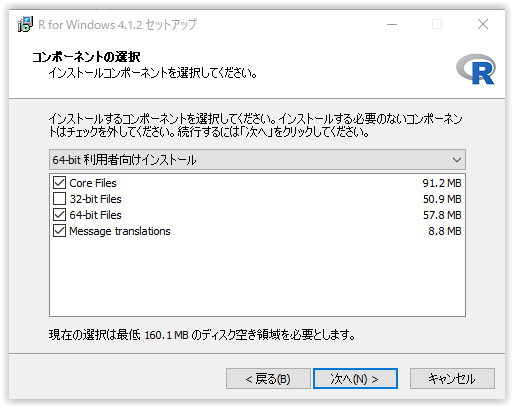 R for Windows 4.1.2 セットアップ
コンポーネントの選択
インストールコンポーネントを選択してください。
R
インストールするコンポーネントを選択してください。インストールする必要のないコンポーネン
トはチェックを外してください。続行するには「次へ」をクリックしてください。
64-bit 利用者向けインストール
Core Files 91.2 MB
32-bit Files 50.9 MB
64-bit Files 57.8 MB
Message translations 8.8 MB
現在の選択は最低 160.1 MB のディスク空き領域を必要とします。
< 戻る(B) 次へ(N) > キャンセル